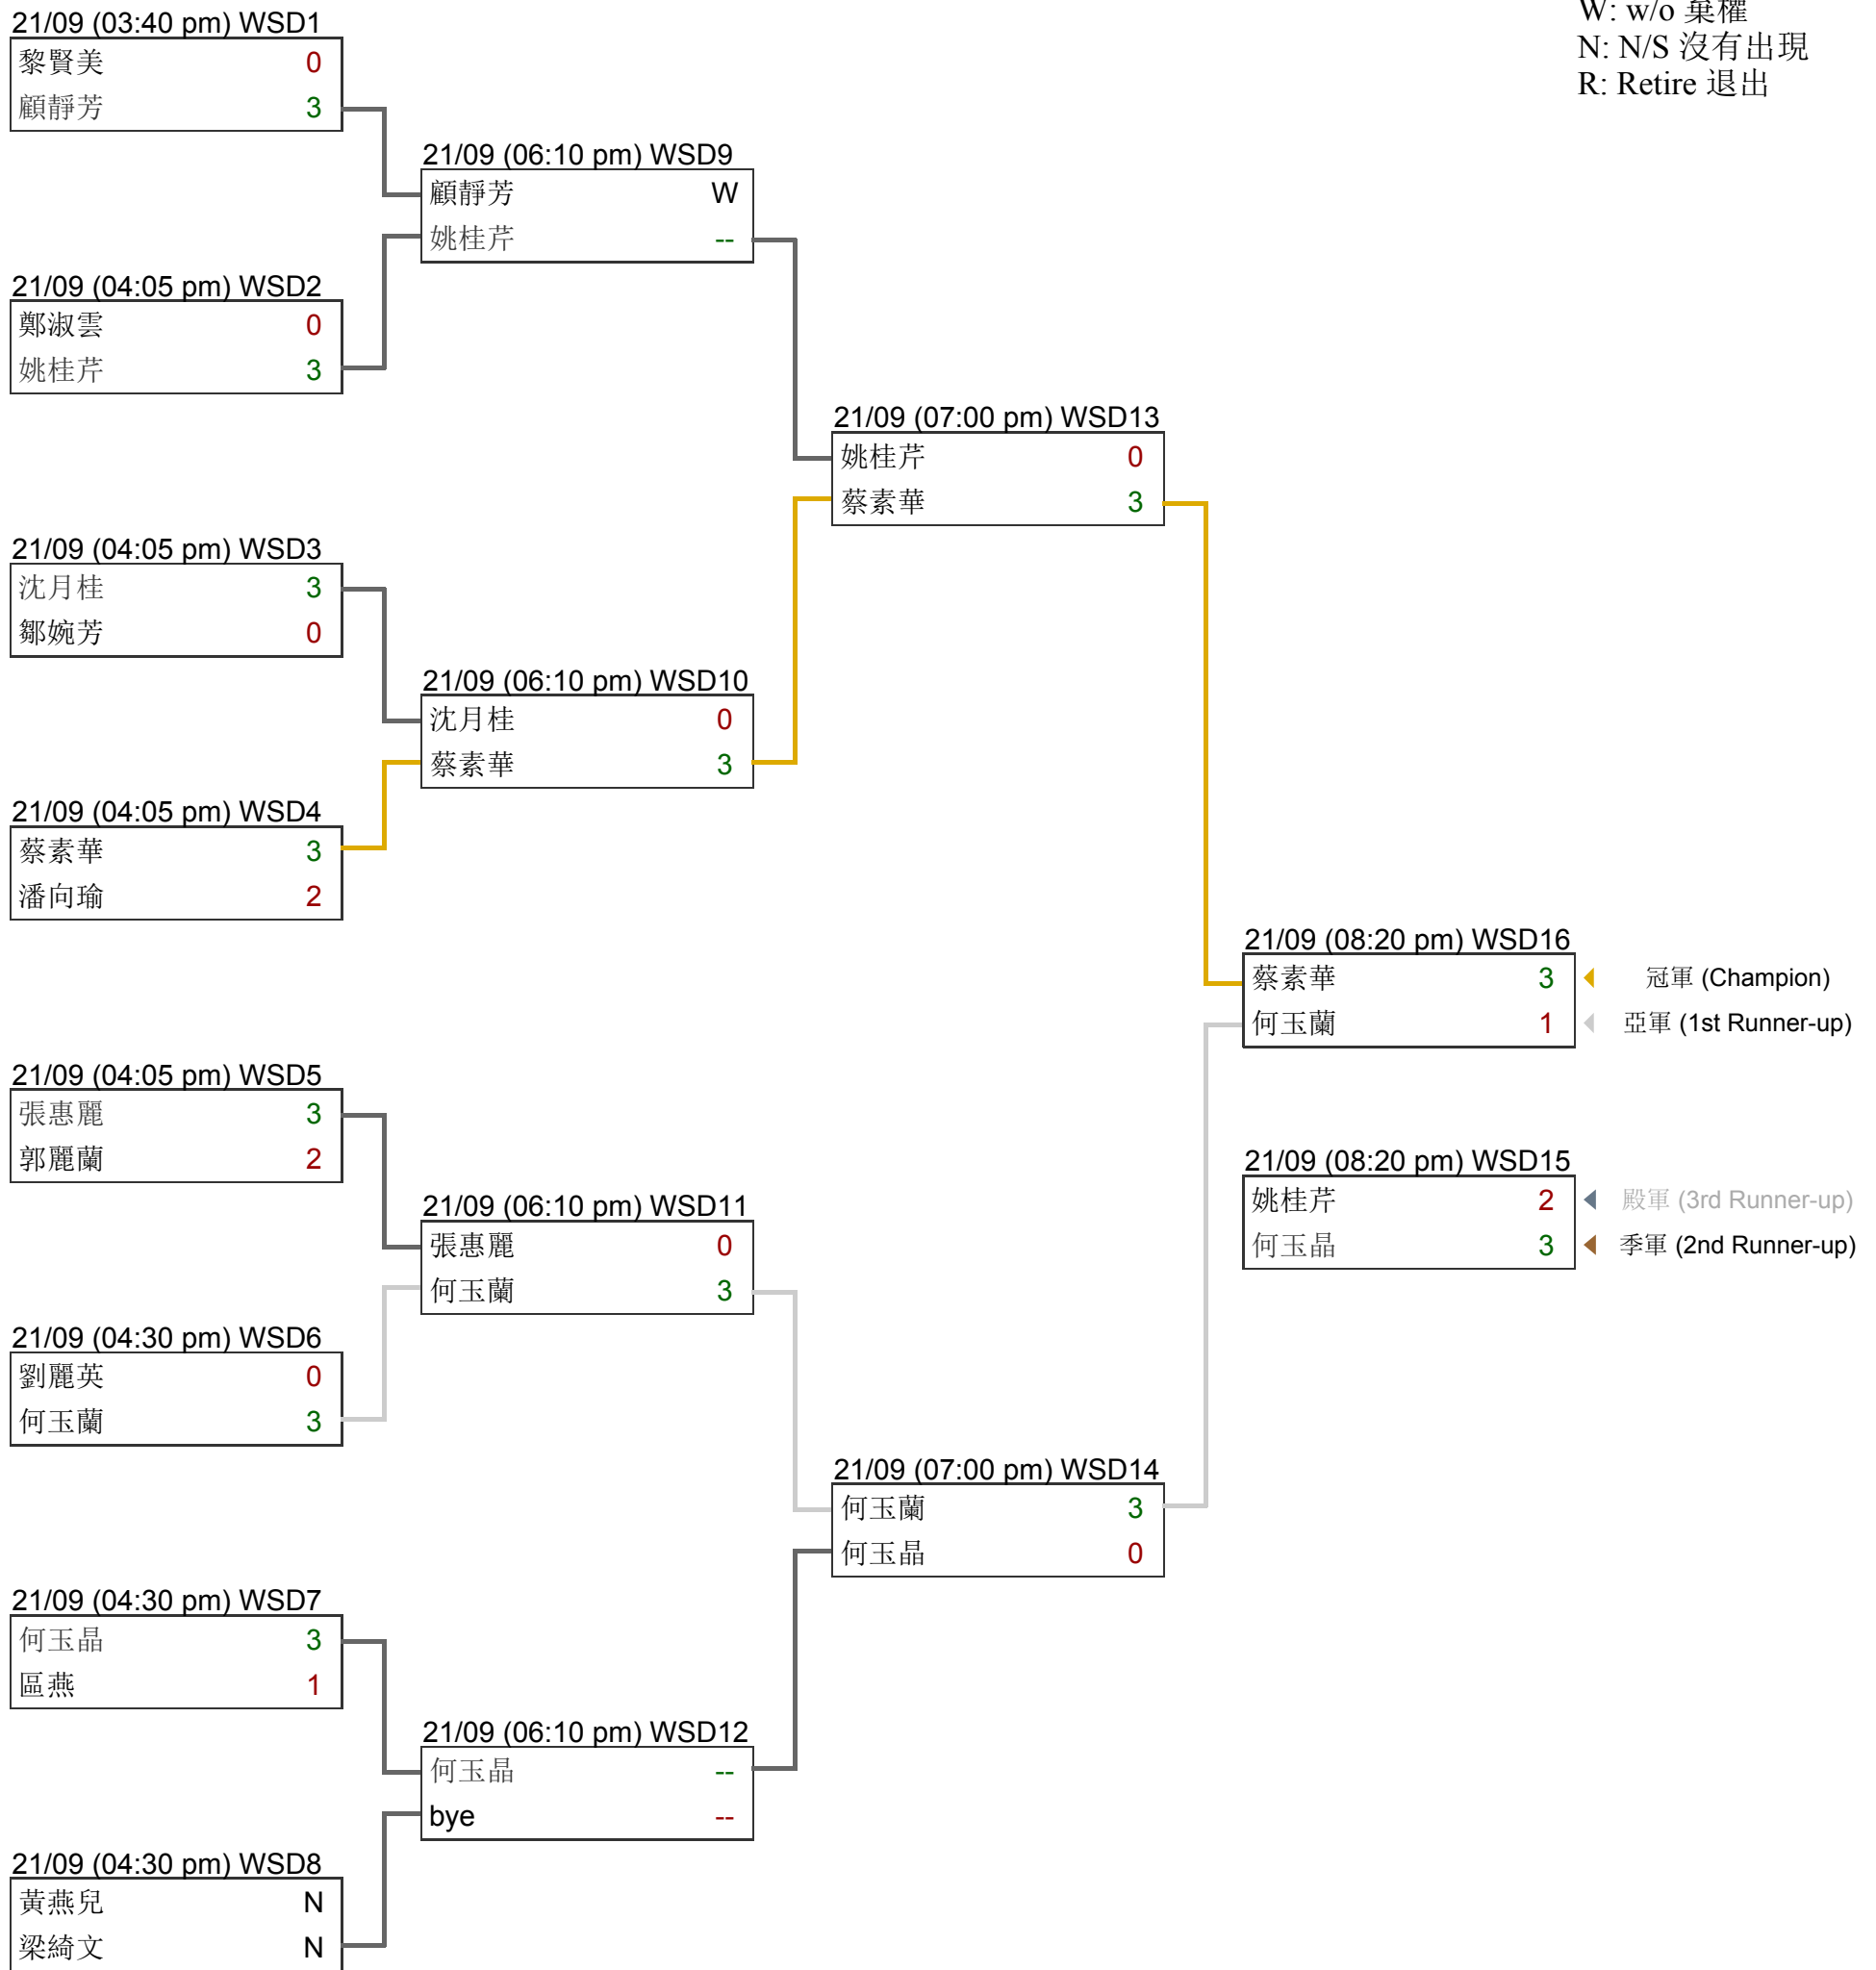 W: w/o 棄權
N: N/S 沒有出現
R: Retire 退出
21/09 (03:40 pm) WSD1
黎賢美 0
顧靜芳 3
21/09 (06:10 pm) WSD9
顧靜芳 W
姚桂芹 --
21/09 (04:05 pm) WSD2
鄭淑雲 0
姚桂芹 3
21/09 (07:00 pm) WSD13
姚桂芹 0
蔡素華 3
21/09 (04:05 pm) WSD3
沈月桂 3
鄒婉芳 0
21/09 (06:10 pm) WSD10
沈月桂 0
蔡素華 3
21/09 (04:05 pm) WSD4
蔡素華 3
潘向瑜 2
21/09 (08:20 pm) WSD16
蔡素華 3 冠軍 (Champion)
何玉蘭 1 亞軍 (1st Runner-up)
21/09 (04:05 pm) WSD5
張惠麗 3
郭麗蘭 2
21/09 (08:20 pm) WSD15
姚桂芹 2 殿軍 (3rd Runner-up)
何玉晶 3 季軍 (2nd Runner-up)
21/09 (06:10 pm) WSD11
張惠麗 0
何玉蘭 3
21/09 (04:30 pm) WSD6
劉麗英 0
何玉蘭 3
21/09 (07:00 pm) WSD14
何玉蘭 3
何玉晶 0
21/09 (04:30 pm) WSD7
何玉晶 3
區燕 1
21/09 (06:10 pm) WSD12
何玉晶 --
bye --
21/09 (04:30 pm) WSD8
黃燕兒 N
梁綺文 N